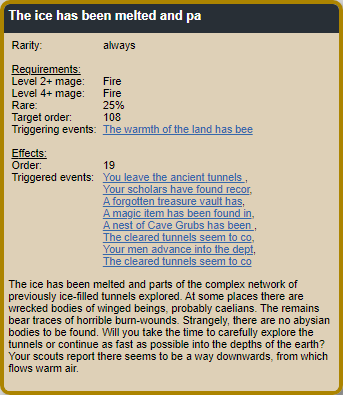 The ice has been melted and pa
Rarity: always
Requirements:
Level 2+ mage: Fire
Level 4+ mage: Fire
Rare: 25%
Target order: 108
Triggering events: The warmth of the land has bee
Effects:
Order: 19
Triggered events: You leave the ancient tunnels ,
Your scholars have found recor,
A forgotten treasure vault has,
A magic item has been found in,
A nest of Cave Grubs has been ,
The cleared tunnels seem to co,
Your men advance into the dept,
The cleared tunnels seem to co
The ice has been melted and parts of the complex network of
previously ice-filled tunnels explored. At some places there are
wrecked bodies of winged beings, probably caelians. The remains
bear traces of horrible burn-wounds. Strangely, there are no abysian
bodies to be found. Will you take the time to carefully explore the
tunnels or continue as fast as possible into the depths of the earth?
Your scouts report there seems to be a way downwards, from which
flows warm air.